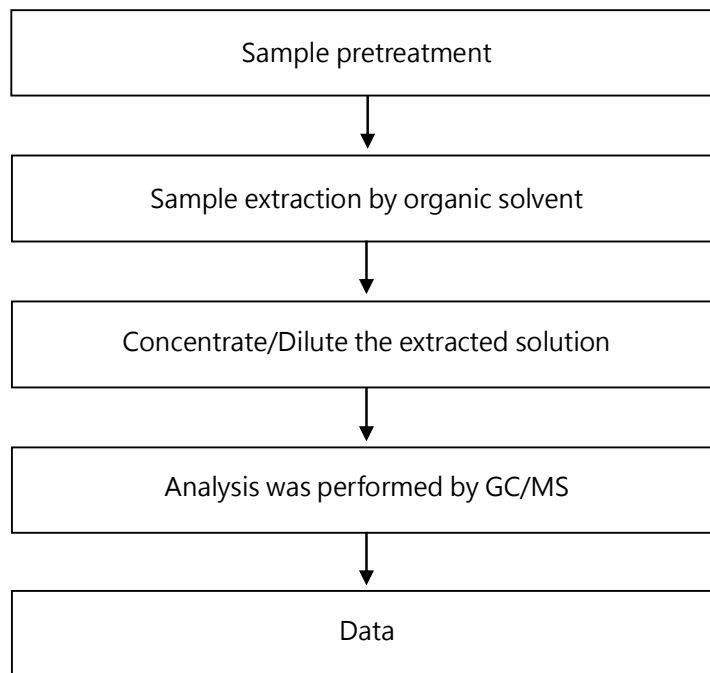 Sample pretreatment
Sample extraction by organic solvent
Concentrate/Dilute the extracted solution
Analysis was performed by GC/MS
Data